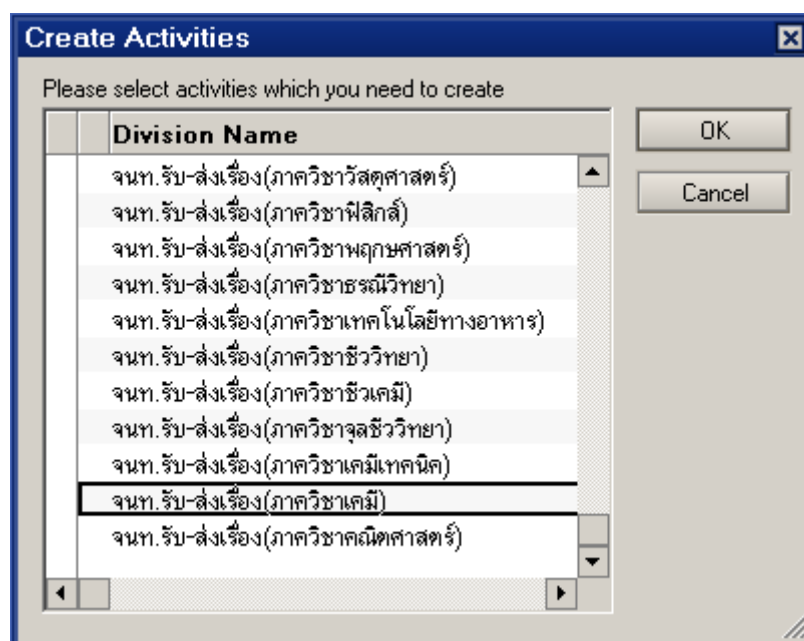 Create Activities
Please select activities which you need to create
Division Name
จนท.รับ-ส่งเรื่อง(ภาควิชาวัสดุศาสตร์)
จนท.รับ-ส่งเรื่อง(ภาควิชาฟิสิกส์)
จนท.รับ-ส่งเรื่อง(ภาควิชาพฤกษศาสตร์)
จนท.รับ-ส่งเรื่อง(ภาควิชาธรณีวิทยา)
จนท.รับ-ส่งเรื่อง(ภาควิชาเทคโนโลยีทางอาหาร)
จนท.รับ-ส่งเรื่อง(ภาควิชาชีววิทยา)
จนท.รับ-ส่งเรื่อง(ภาควิชาชีวเคมี)
จนท.รับ-ส่งเรื่อง(ภาควิชาจุลชีววิทยา)
จนท.รับ-ส่งเรื่อง(ภาควิชาเคมีเทคนิค)
จนท.รับ-ส่งเรื่อง(ภาควิชาเคมี)
จนท.รับ-ส่งเรื่อง(ภาควิชาคณิตศาสตร์)
OK
Cancel